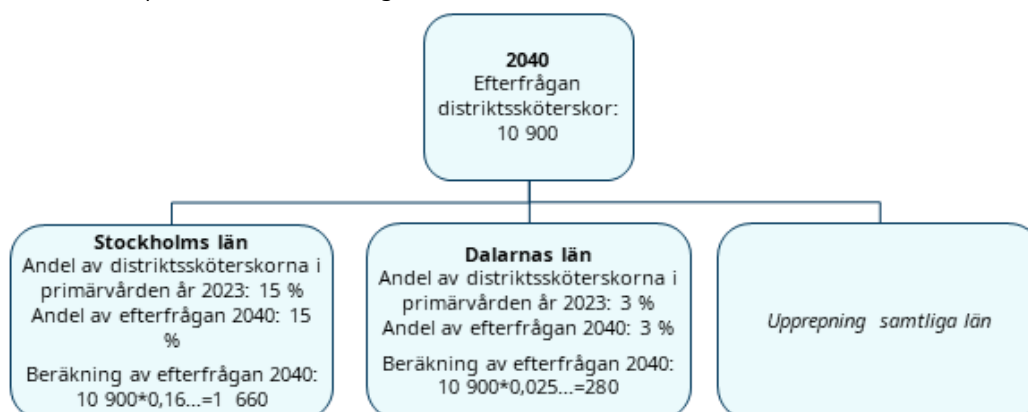 2040
Efterfrågan
distriktssköterskor:
10 900
Stockholms län
Andel av distriktssköterskorna i
primärvården år 2023: 15 %
Andel av efterfrågan 2040: 15
%
Beräkning av efterfrågan 2040:
10 900*0,16...=1 660
Dalarnas län
Andel av distriktssköterskorna i
primärvården år 2023: 3 %
Andel av efterfrågan 2040: 3 %
Beräkning av efterfrågan 2040:
10 900*0,025...=280
Upprepning samtliga län